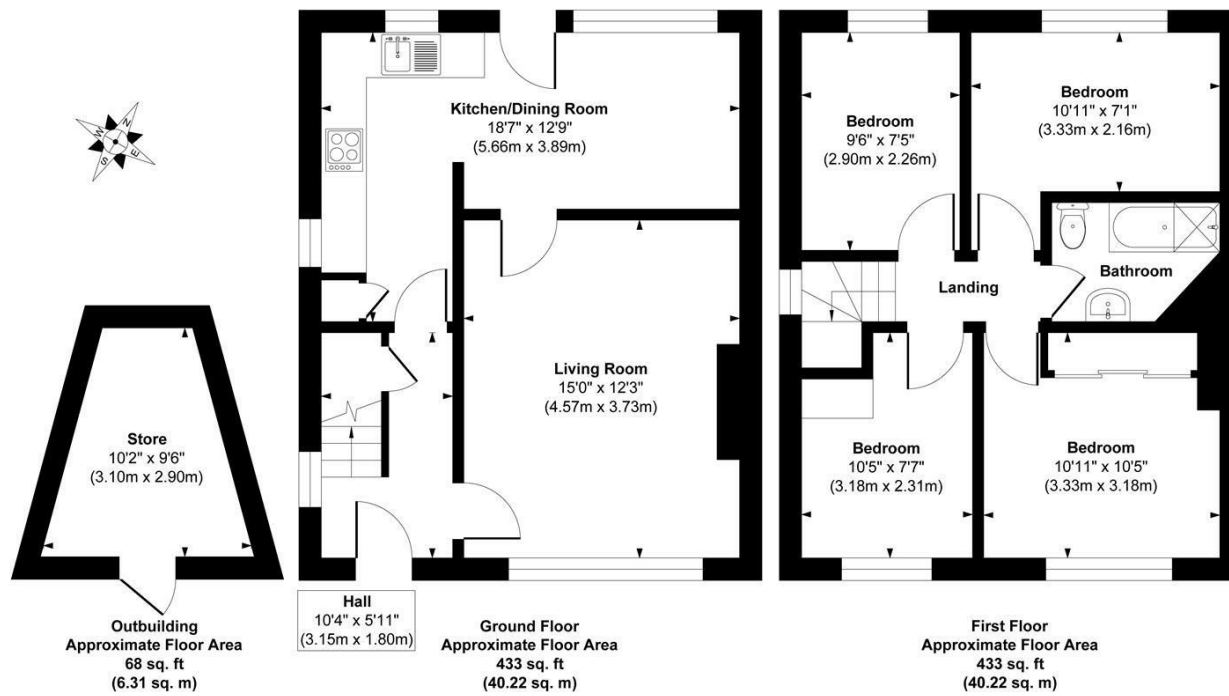 N
W
E
S
Store
10'2" x 9'6"
(3.10m x 2.90m)
Outbuilding
Approximate Floor Area
68 sq. ft
(6.31 sq. m)
Kitchen/Dining Room
18'7" x 12'9"
(5.66m x 3.89m)
Living Room
15'0" x 12'3"
(4.57m x 3.73m)
Hall
10'4" x 5'11"
(3.15m x 1.80m)
Ground Floor
Approximate Floor Area
433 sq. ft
(40.22 sq. m)
Bedroom
9'6" x 7'5"
(2.90m x 2.26m)
Bedroom
10'11" x 7'1"
(3.33m x 2.16m)
Bathroom
Landing
Bedroom
10'5" x 7'7"
(3.18m x 2.31m)
Bedroom
10'11" x 10'5"
(3.33m x 3.18m)
First Floor
Approximate Floor Area
433 sq. ft
(40.22 sq. m)